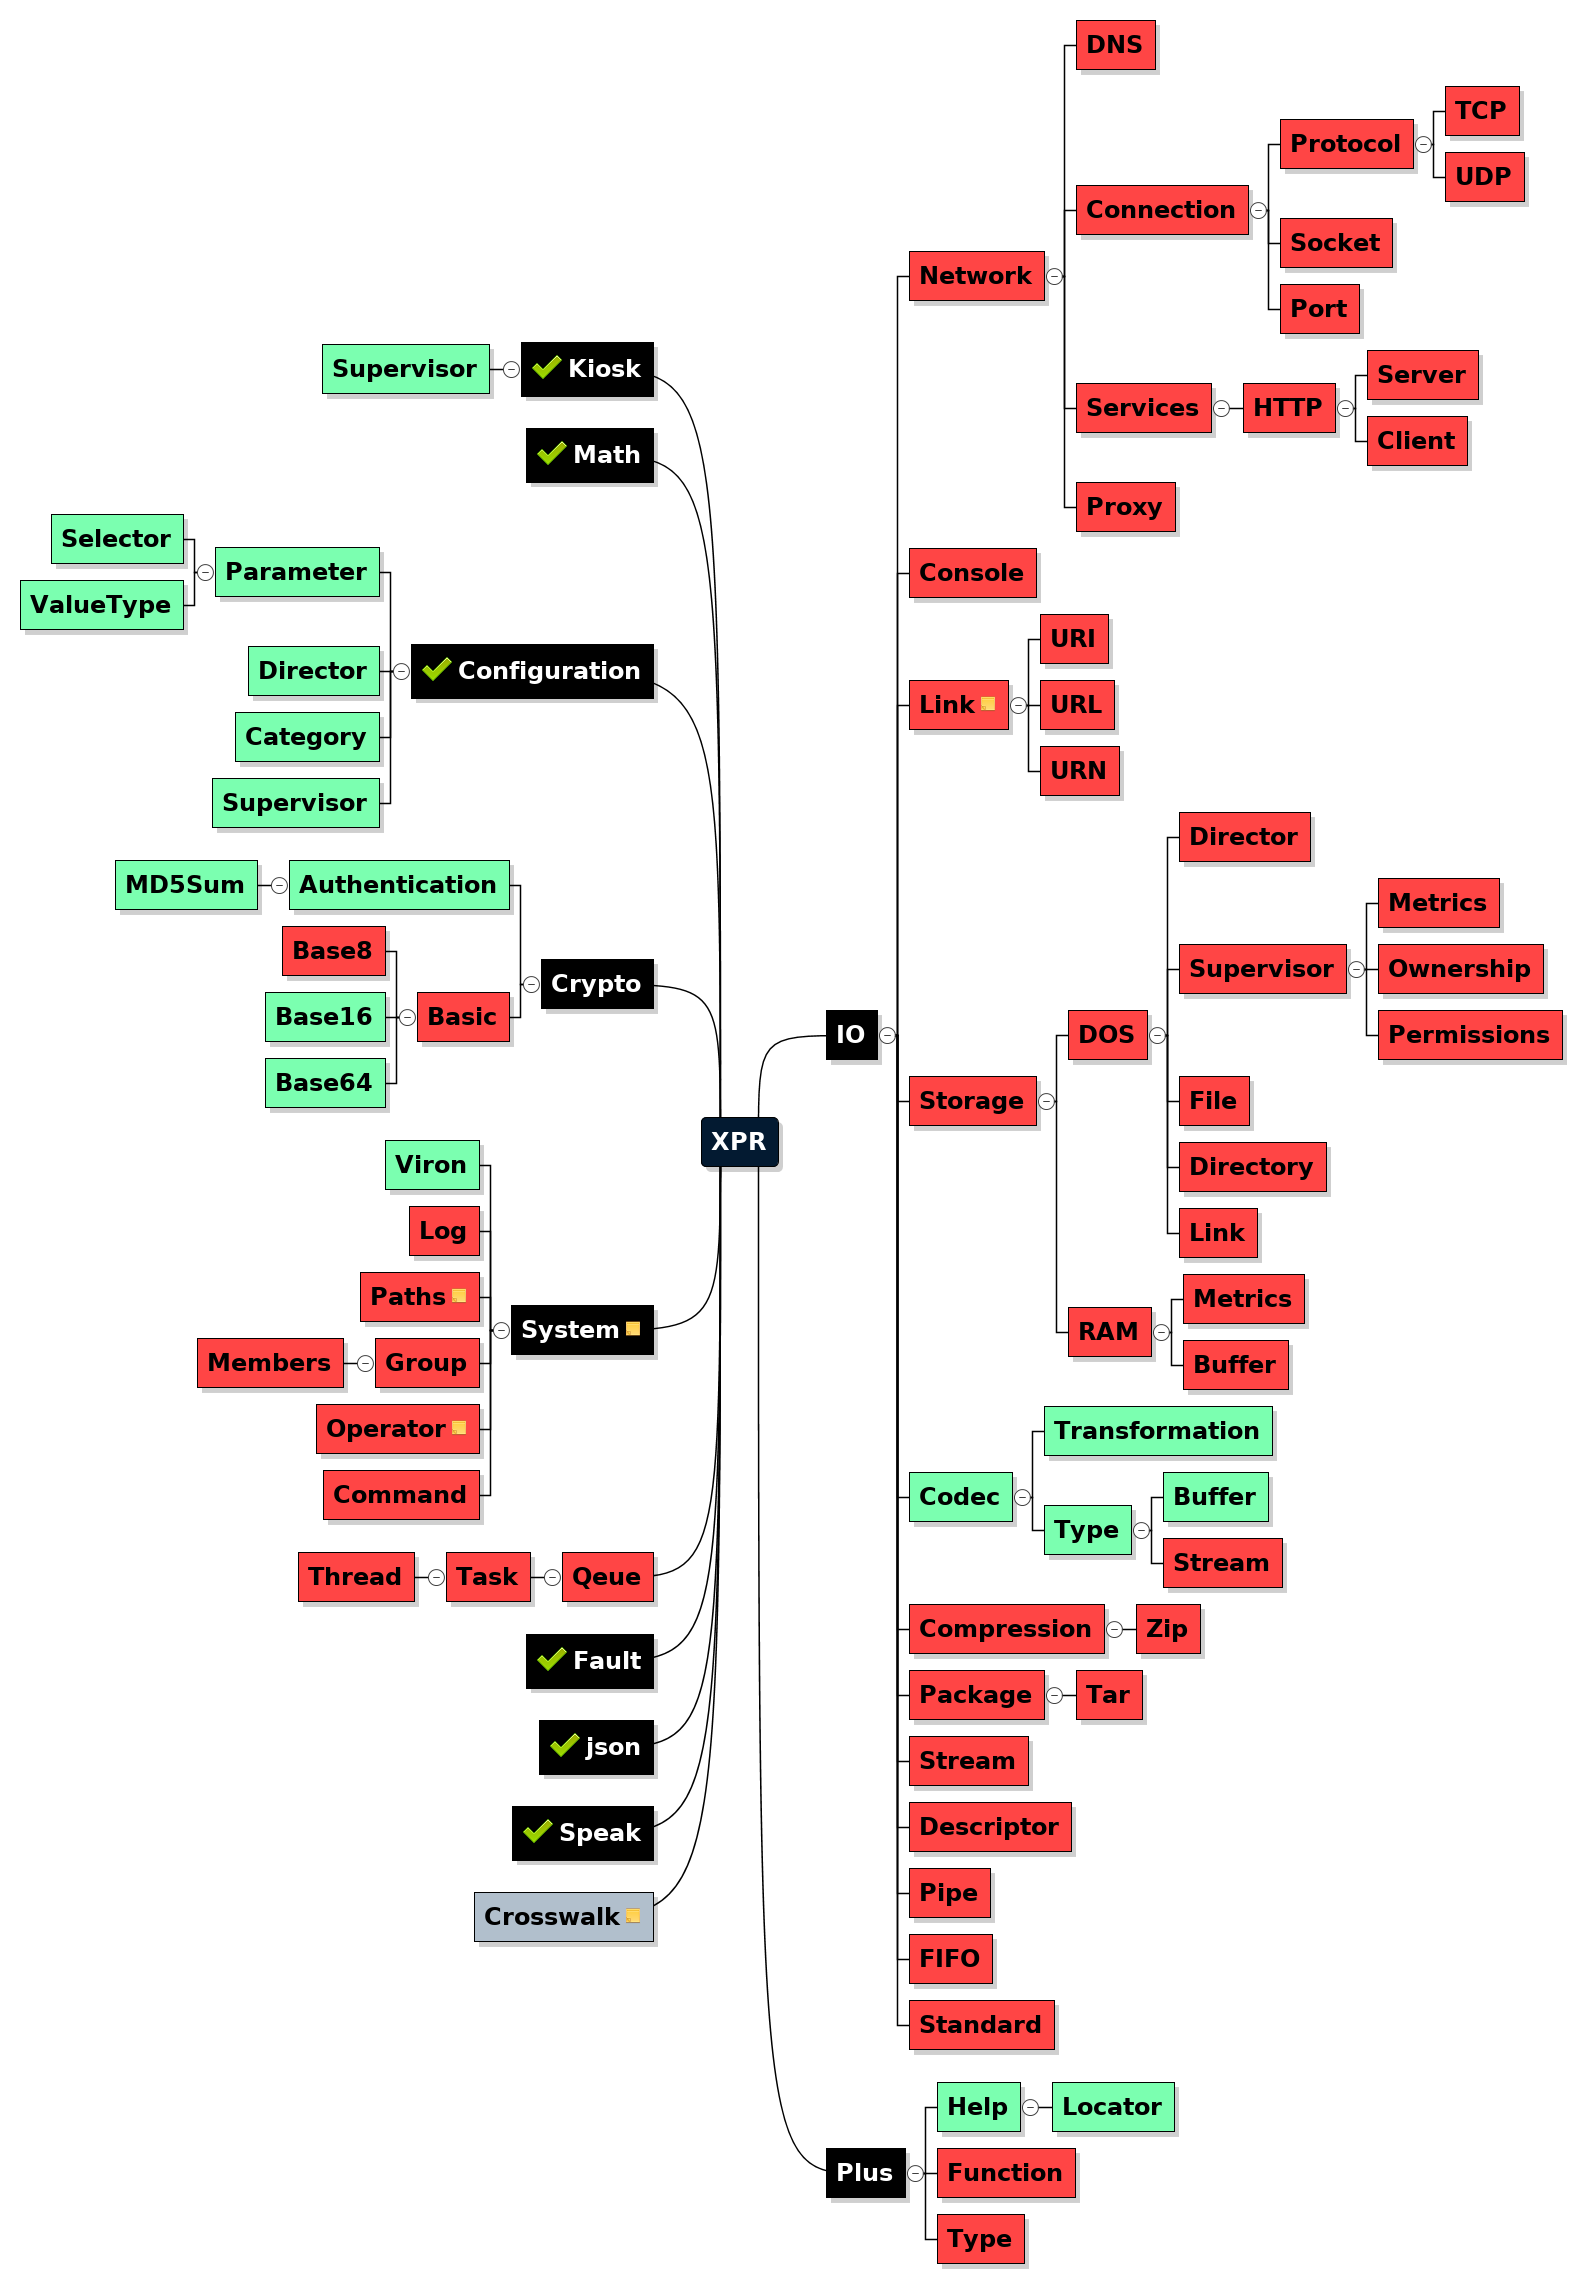 XPR
Kiosk
Supervisor
Math
Configuration
Parameter
Selector
ValueType
Director
Category
Supervisor
Crypto
Authentication
MD5Sum
Basic
Base8
Base16
Base64
System
Viron
Log
Paths
Group
Members
Operator
Command
Qeue
Task
Thread
Fault
json
Speak
Crosswalk
IO
Network
DNS
Connection
Protocol
TCP
UDP
Socket
Port
Services
HTTP
Server
Client
Proxy
Console
Link
URI
URL
URN
Storage
DOS
Director
Supervisor
Metrics
Ownership
Permissions
File
Directory
Link
RAM
Metrics
Buffer
Codec
Transformation
Type
Buffer
Stream
Compression
Zip
Package
Tar
Stream
Descriptor
Pipe
FIFO
Standard
Plus
Help
Locator
Function
Type